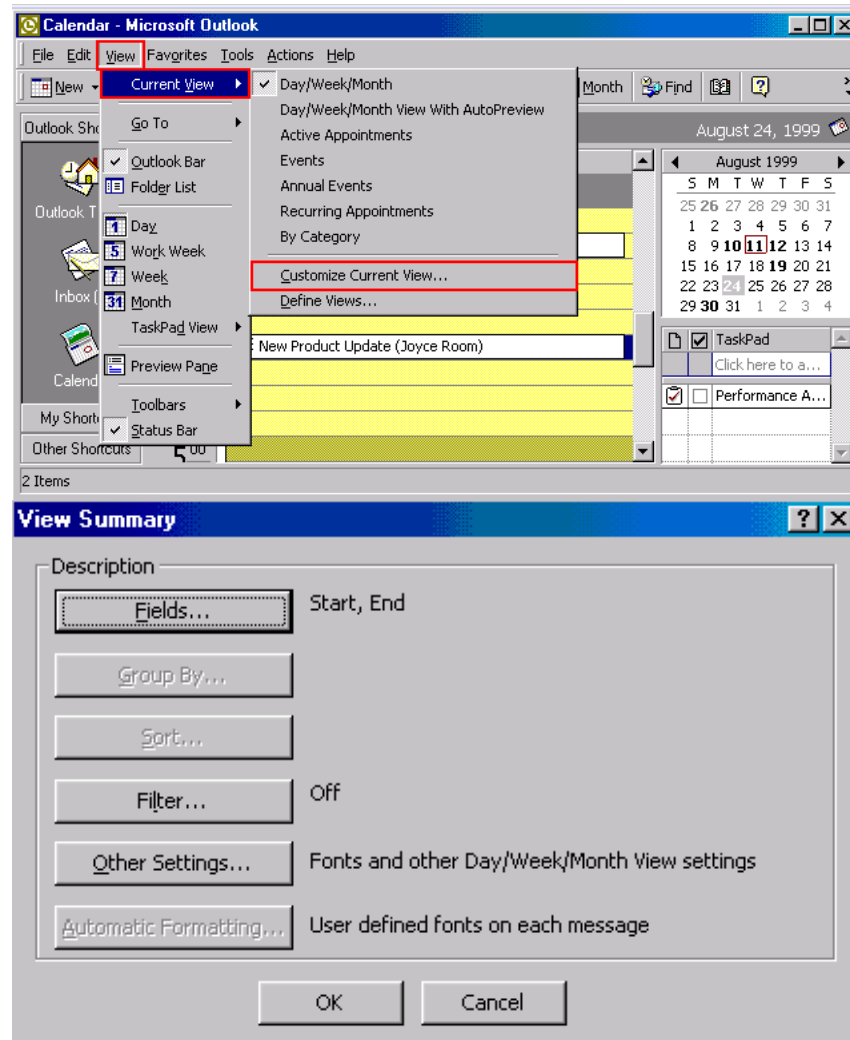 Calendar - Microsoft Outlook
File Edit View Favorites Tools Actions Help
New Month Find
Current View
Go To
Outlook Bar
Folder List
1 Day
5 Work Week
7 Week
31 Month
TaskPad View
Preview Pane
Toolbars
Status Bar
Day/Week/Month
Day/Week/Month View With AutoPreview
Active Appointments
Events
Annual Events
Recurring Appointments
By Category
Customize Current View...
Define Views...
Outlook Sho
Outlook T
Inbox (
Calend
My Short
Other Shortcuts
00
New Product Update (Joyce Room)
August 24, 1999
August 1999
S M T W T F S
25 26 27 28 29 30 31
1 2 3 4 5 6 7
8 9 10 11 12 13 14
15 16 17 18 19 20 21
22 23 24 25 26 27 28
29 30 31 1 2 3 4
TaskPad
Click here to a...
Performance A...
2 Items
View Summary
Description
Fields... Start, End
Group By...
Sort...
Filter... Off
Other Settings... Fonts and other Day/Week/Month View settings
Automatic Formatting... User defined fonts on each message
OK Cancel